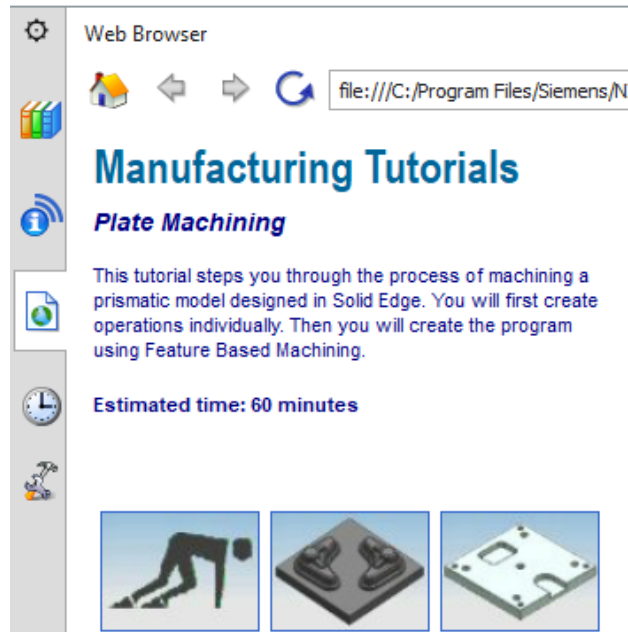 Web Browser
file:///C:/Program Files/Siemens/N
Manufacturing Tutorials
Plate Machining
This tutorial steps you through the process of machining a
prismatic model designed in Solid Edge. You will first create
operations individually. Then you will create the program
using Feature Based Machining.
Estimated time: 60 minutes